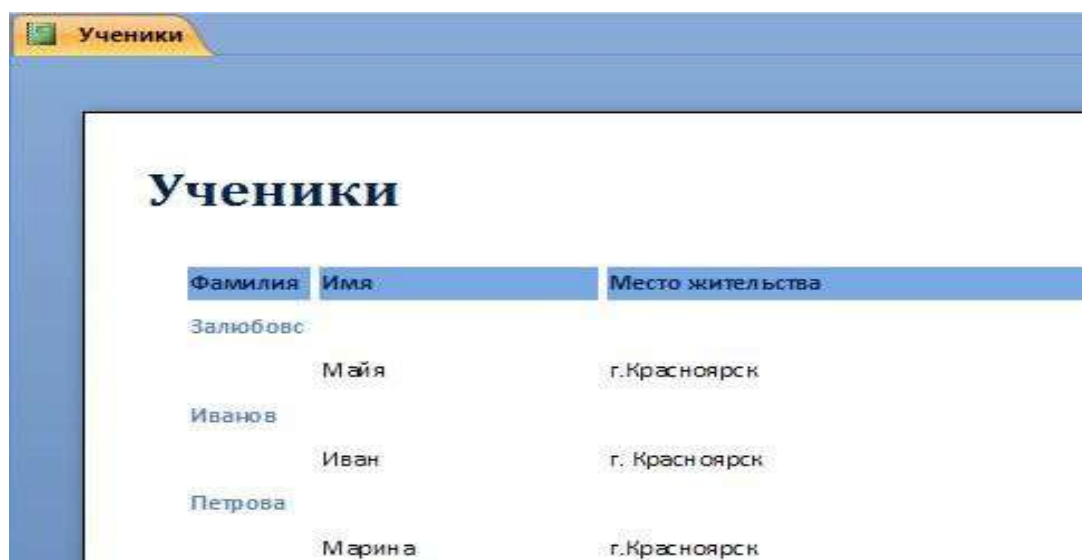 Ученики
Ученики
Фамилия Имя Место жительства
Залюбовс
Майя г.Красноярск
Иванов
Иван г. Красноярск
Петрова
Марина г.Красноярск